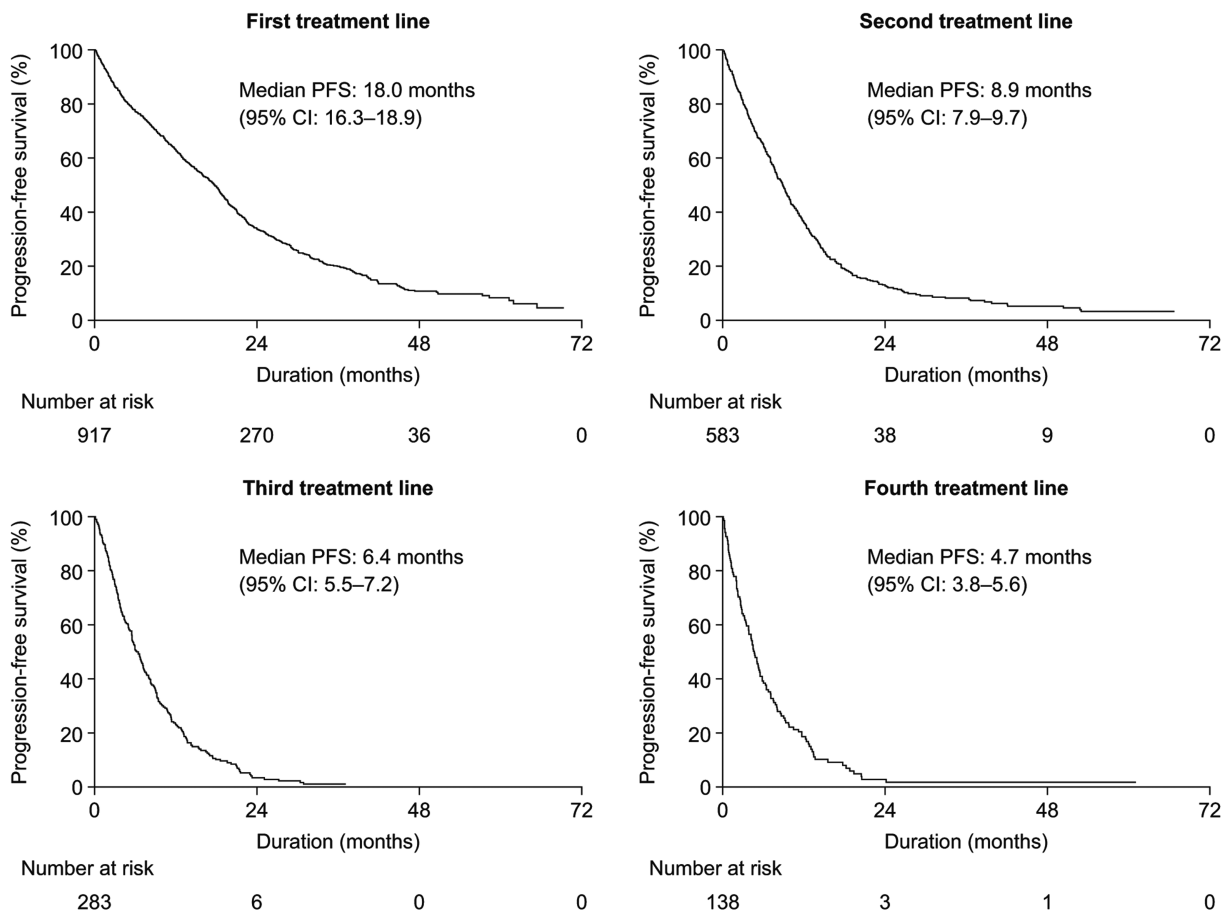 First treatment line
Progression-free survival (%)
100
80
60
40
20
0
Median PFS: 18.0 months
(95% CI: 16.3–18.9)
0 24 48 72
Duration (months)
Number at risk
917 270 36 0
Second treatment line
Progression-free survival (%)
100
80
60
40
20
0
Median PFS: 8.9 months
(95% CI: 7.9–9.7)
0 24 48 72
Duration (months)
Number at risk
583 38 9 0
Third treatment line
Progression-free survival (%)
100
80
60
40
20
0
Median PFS: 6.4 months
(95% CI: 5.5–7.2)
0 24 48 72
Duration (months)
Number at risk
283 6 0 0
Fourth treatment line
Progression-free survival (%)
100
80
60
40
20
0
Median PFS: 4.7 months
(95% CI: 3.8–5.6)
0 24 48 72
Duration (months)
Number at risk
138 3 1 0